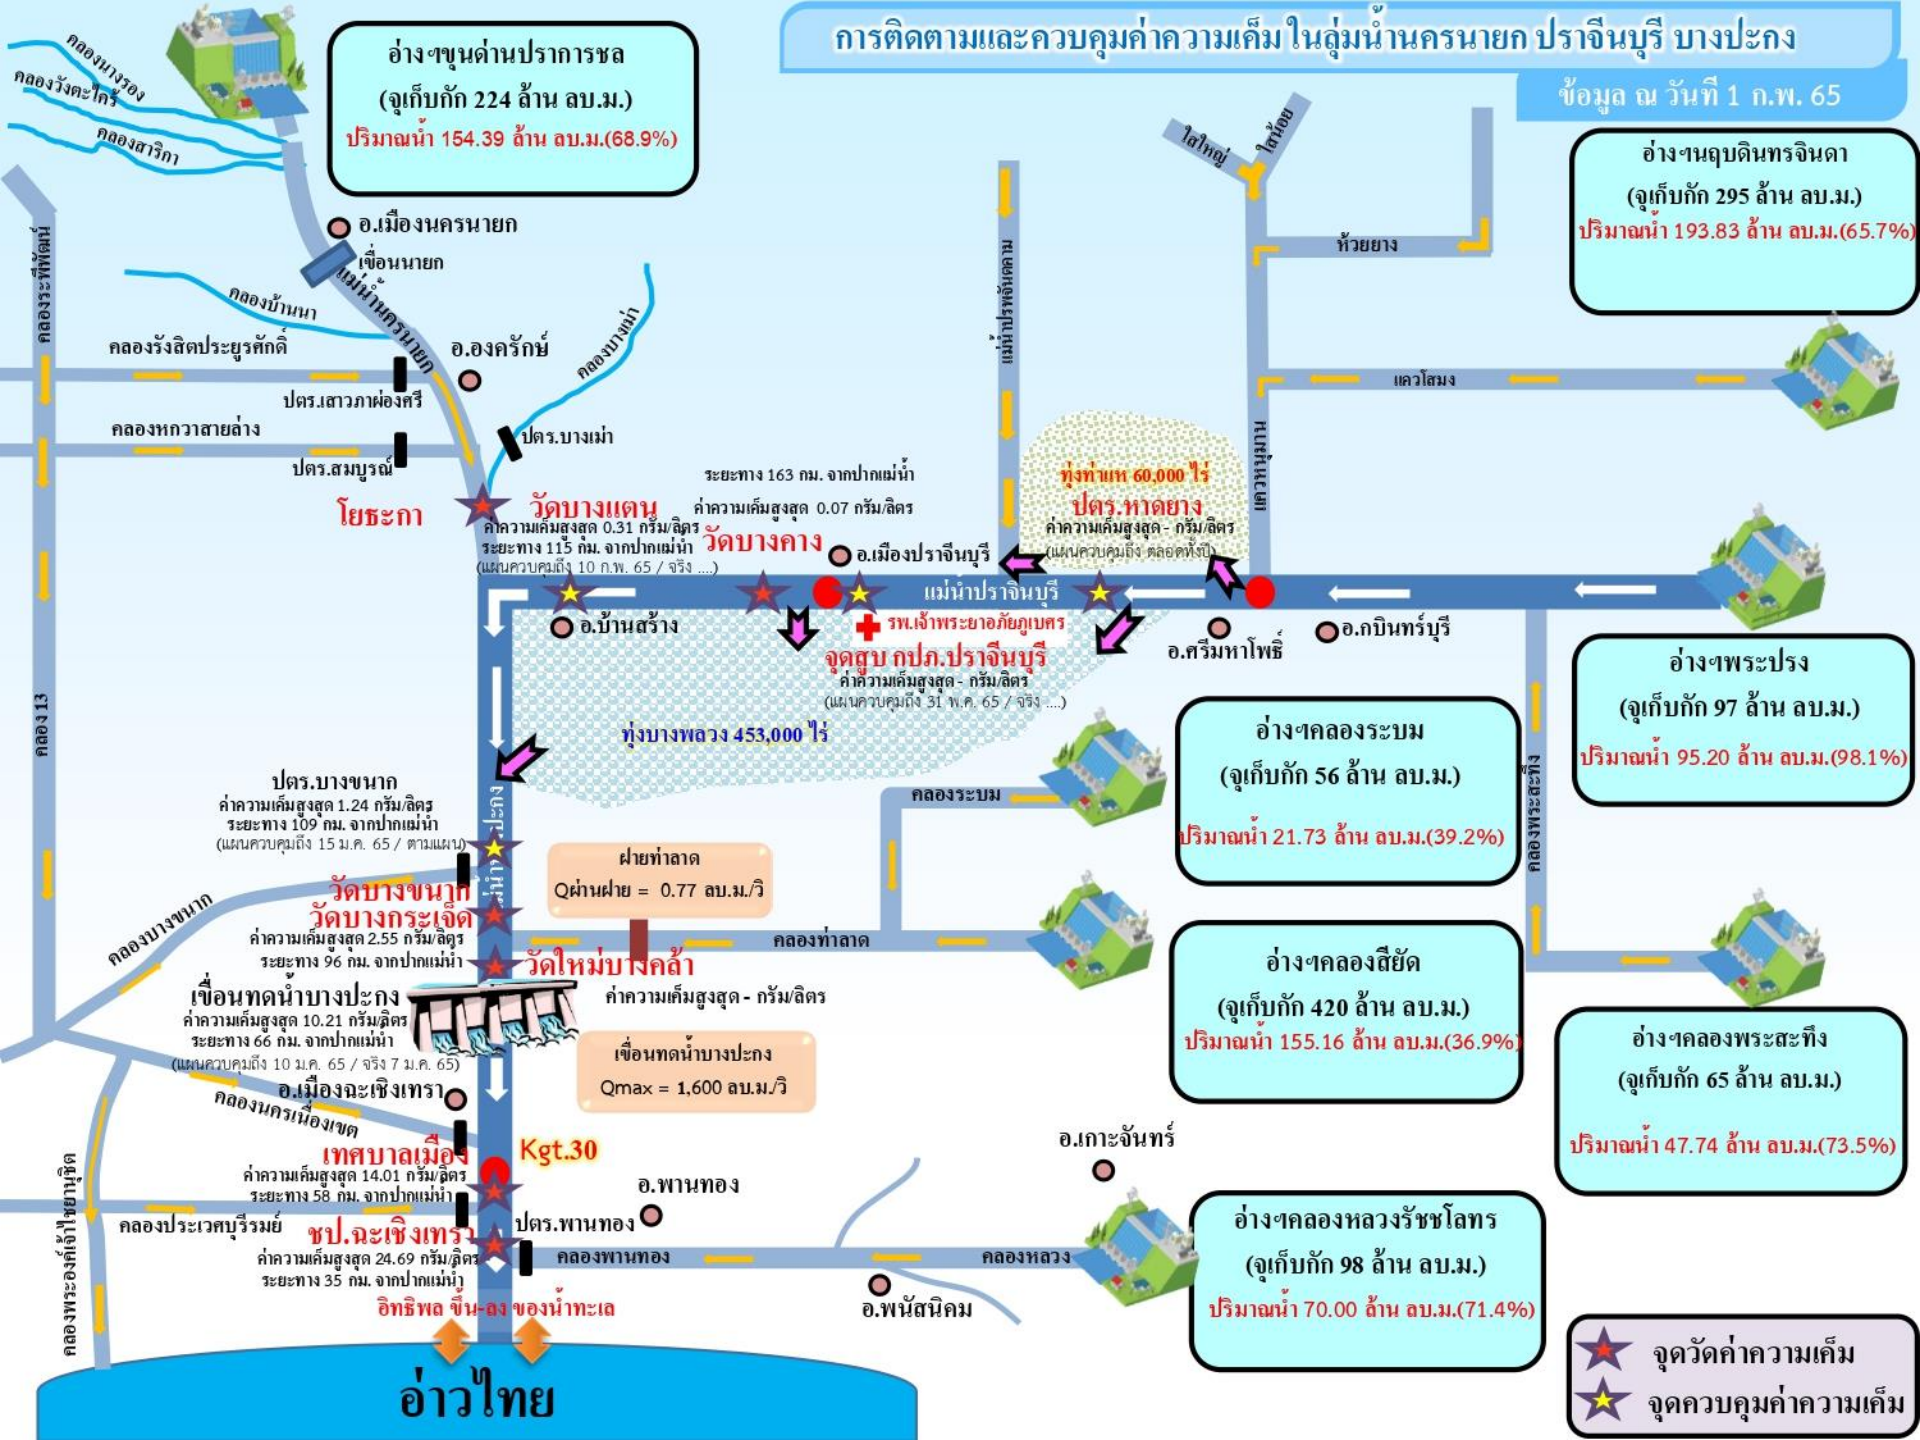 การติดตามและควบคุมค่าความเค็ม ในลุ่มน้ำนครนายก ปราจีนบุรี บางปะกง
ข้อมูล ณ วันที่ 1 ก.พ. 65
คลองนางรอง
คลองวังตะไคร้
คลองสาริกา
อ่างฯขุนด่านปราการชล
(จุเก็บกัก 224 ล้าน ลบ.ม.)
ปริมาณน้ำ 154.39 ล้าน ลบ.ม.(68.9%)
ใสใหญ่
ใสน้อย
อ่างฯนฤบดินทรจินดา
(จุเก็บกัก 295 ล้าน ลบ.ม.)
ปริมาณน้ำ 193.83 ล้าน ลบ.ม.(65.7%)
อ.เมืองนครนายก
เขื่อนนายก
แม่น้ำนครนายก
คลองระพีพัฒน์
คลองบ้านนา
ห้วยยาง
คลองรังสิตประยูรศักดิ์
อ.องครักษ์
คลองบางเม่า
แควโสมง
ปตร.เสาวภาผ่องศรี
คลองหกวาสายล่าง
ปตร.บางเม่า
ปตร.สมบูรณ์
แควหนุมาน
ระยะทาง 163 กม. จากปากแม่น้ำ
ค่าความเค็มสูงสุด 0.07 กรัม/ลิตร
วัดบางคาง
ทุ่งท่าแห 60,000 ไร่
ปตร.หาดยาง
ค่าความเค็มสูงสุด - กรัม/ลิตร
(แผนควบคุมถึง ตลอดทั้งปี)
โยธะกา
วัดบางแตน
ค่าความเค็มสูงสุด 0.31 กรัม/ลิตร
ระยะทาง 115 กม. จากปากแม่น้ำ
(แผนควบคุมถึง 10 ก.พ. 65 / จริง ....)
อ.เมืองปราจีนบุรี
แม่น้ำปราจีนบุรี
อ.บ้านสร้าง
รพ.เจ้าพระยาอภัยภูเบศร
จุดสูบ กปภ.ปราจีนบุรี
ค่าความเค็มสูงสุด - กรัม/ลิตร
(แผนควบคุมถึง 31 พ.ค. 65 / จริง ....)
อ.ศรีมหาโพธิ์
อ.กบินทร์บุรี
ทุ่งบางพลวง 453,000 ไร่
คลอง 13
อ่างฯพระปรง
(จุเก็บกัก 97 ล้าน ลบ.ม.)
ปริมาณน้ำ 95.20 ล้าน ลบ.ม.(98.1%)
คลองพระสะทึง
อ่างฯคลองระบม
(จุเก็บกัก 56 ล้าน ลบ.ม.)
ปริมาณน้ำ 21.73 ล้าน ลบ.ม.(39.2%)
คลองระบม
ปตร.บางขนาก
ค่าความเค็มสูงสุด 1.24 กรัม/ลิตร
ระยะทาง 109 กม. จากปากแม่น้ำ
(แผนควบคุมถึง 15 ม.ค. 65 / ตามแผน)
วัดบางขนาก
วัดบางกระเจ็ด
ค่าความเค็มสูงสุด 2.55 กรัม/ลิตร
ระยะทาง 96 กม. จากปากแม่น้ำ
คลองบางขนาก
ฝายท่าลาด
Qผ่านฝาย = 0.77 ลบ.ม./วิ
คลองท่าลาด
วัดใหม่บางคล้า
ค่าความเค็มสูงสุด - กรัม/ลิตร
อ่างฯคลองสียัด
(จุเก็บกัก 420 ล้าน ลบ.ม.)
ปริมาณน้ำ 155.16 ล้าน ลบ.ม.(36.9%)
เขื่อนทดน้ำบางปะกง
ค่าความเค็มสูงสุด 10.21 กรัม/ลิตร
ระยะทาง 66 กม. จากปากแม่น้ำ
(แผนควบคุมถึง 10 ม.ค. 65 / จริง 7 ม.ค. 65)
เขื่อนทดน้ำบางปะกง
Qmax = 1,600 ลบ.ม./วิ
อ่างฯคลองพระสะทึง
(จุเก็บกัก 65 ล้าน ลบ.ม.)
ปริมาณน้ำ 47.74 ล้าน ลบ.ม.(73.5%)
อ.เมืองฉะเชิงเทรา
คลองนครเนื่องเขต
เทศบาลเมือง
ค่าความเค็มสูงสุด 14.01 กรัม/ลิตร
ระยะทาง 58 กม. จากปากแม่น้ำ
Kgt.30
อ.เกาะจันทร์
อ.พานทอง
คลองพระองค์เจ้าไชยานุชิต
คลองประเวศบุรีรมย์
ชป.ฉะเชิงเทรา
ค่าความเค็มสูงสุด 24.69 กรัม/ลิตร
ระยะทาง 35 กม. จากปากแม่น้ำ
ปตร.พานทอง
คลองพานทอง
คลองหลวง
อ.พนัสนิคม
อ่างฯคลองหลวงรัชชโลทร
(จุเก็บกัก 98 ล้าน ลบ.ม.)
ปริมาณน้ำ 70.00 ล้าน ลบ.ม.(71.4%)
อิทธิพล ขึ้น-ลง ของน้ำทะเล
อ่าวไทย
จุดวัดค่าความเค็ม
จุดควบคุมค่าความเค็ม